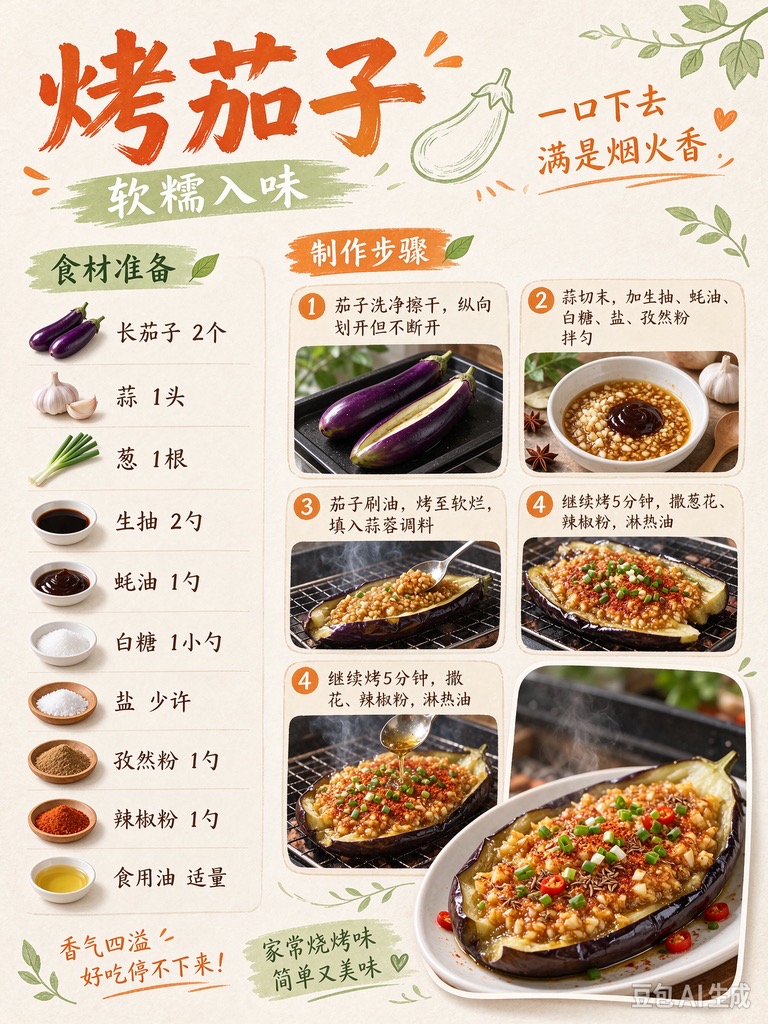 烤茄子
软糯入味
一口下去
满是烟火香
食材准备
长茄子 2个
蒜 1头
葱 1根
生抽 2勺
蚝油 1勺
白糖 1小勺
盐 少许
孜然粉 1勺
辣椒粉 1勺
食用油 适量
香气四溢
好吃停不下来!
制作步骤
1 茄子洗净擦干，纵向
划开但不断开
2 蒜切末，加生抽、蚝油、
白糖、盐、孜然粉
拌匀
3 茄子刷油，烤至软烂，
填入蒜蓉调料
4 继续烤5分钟，撒葱花、
辣椒粉，淋热油
4 继续烤5分钟，撒
花、辣椒粉，淋热油
家常烧烤味
简单又美味
豆包AI生成